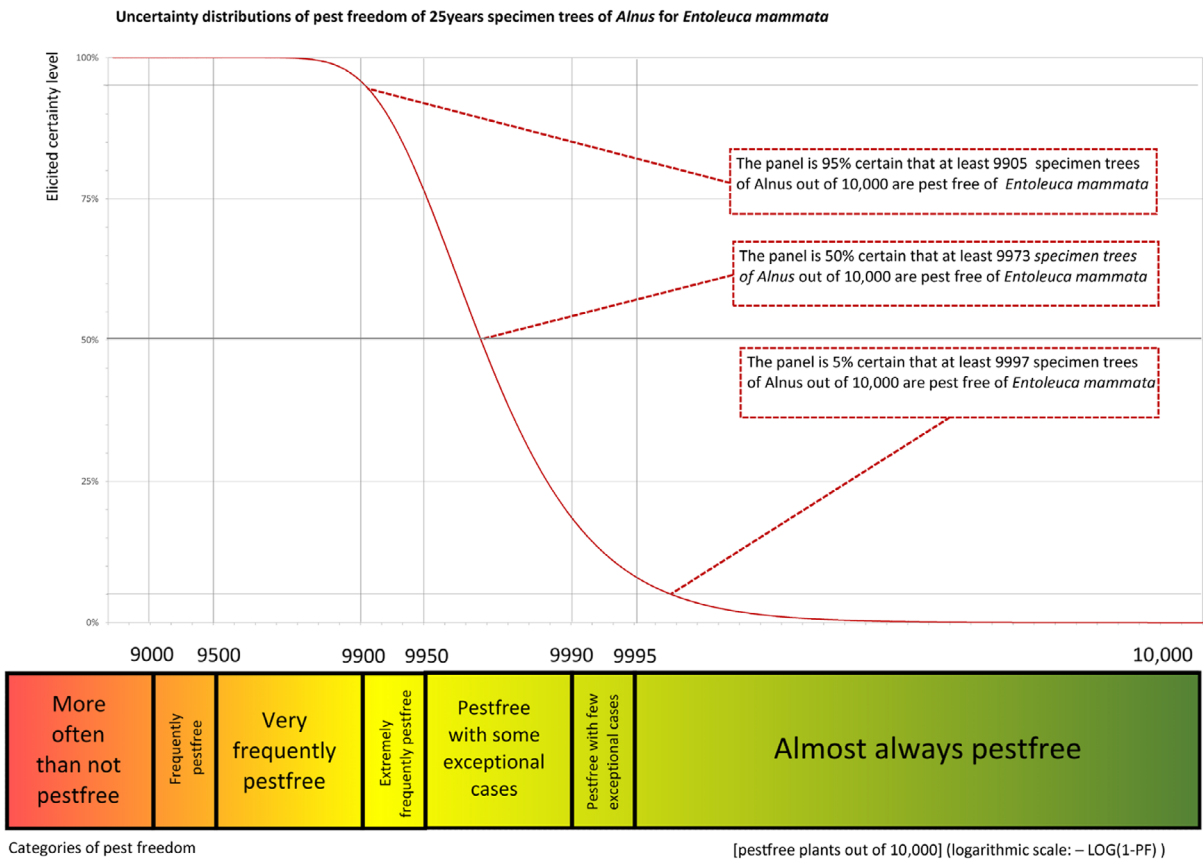 Uncertainty distributions of pest freedom of 25years specimen trees of Alnus for Entoleuca mammata
Elicited certainty level
100%
75%
50%
25%
0%
The panel is 95% certain that at least 9905 specimen trees
of Alnus out of 10,000 are pest free of Entoleuca mammata
The panel is 50% certain that at least 9973 specimen trees
of Alnus out of 10,000 are pest free of Entoleuca mammata
The panel is 5% certain that at least 9997 specimen trees
of Alnus out of 10,000 are pest free of Entoleuca mammata
9000 9500 9900 9950 9990 9995 10,000
More
often
than not
pestfree
Frequently
pestfree
Very
frequently
pestfree
Extremely
frequently pestfree
Pestfree
with some
exceptional
cases
Pestfree with few
exceptional cases
Almost always pestfree
Categories of pest freedom
[pestfree plants out of 10,000] (logarithmic scale: – LOG(1-PF) )